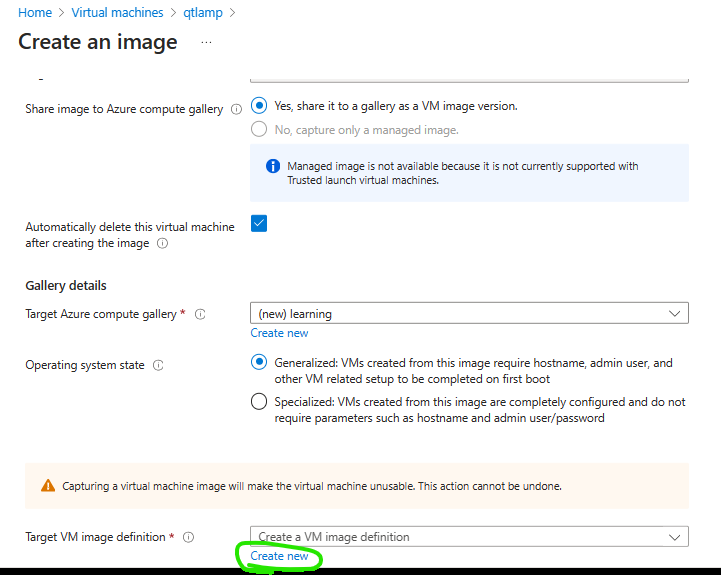 Home > Virtual machines > qtlamp >
Create an image ...
Share image to Azure compute gallery
Yes, share it to a gallery as a VM image version.
No, capture only a managed image.
Managed image is not available because it is not currently supported with
Trusted launch virtual machines.
Automatically delete this virtual machine
after creating the image
Gallery details
Target Azure compute gallery *
(new) learning
Create new
Operating system state
Generalized: VMs created from this image require hostname, admin user, and
other VM related setup to be completed on first boot
Specialized: VMs created from this image are completely configured and do not
require parameters such as hostname and admin user/password
Capturing a virtual machine image will make the virtual machine unusable. This action cannot be undone.
Target VM image definition *
Create a VM image definition
Create new